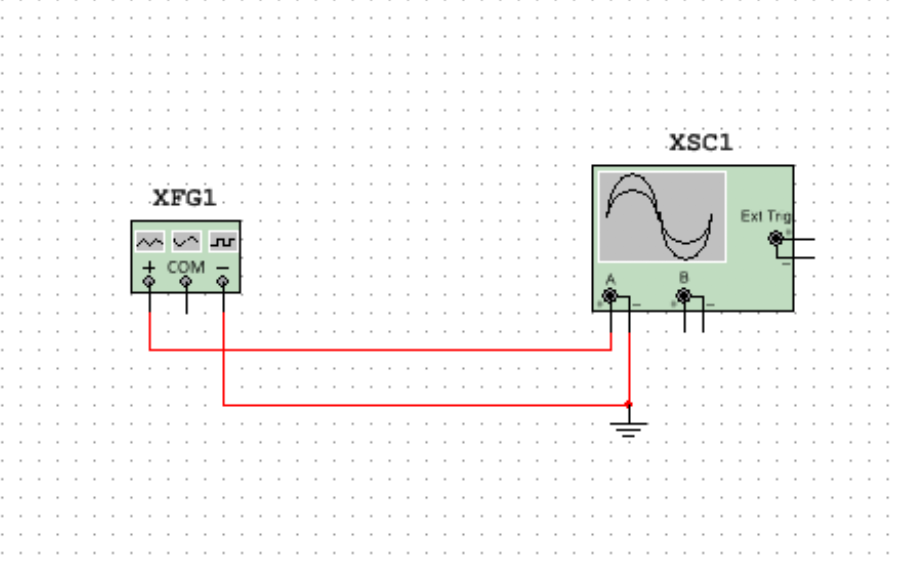 XSC1
XFG1
Ext Trig
+
+ COM −
−
A B
+ − + −